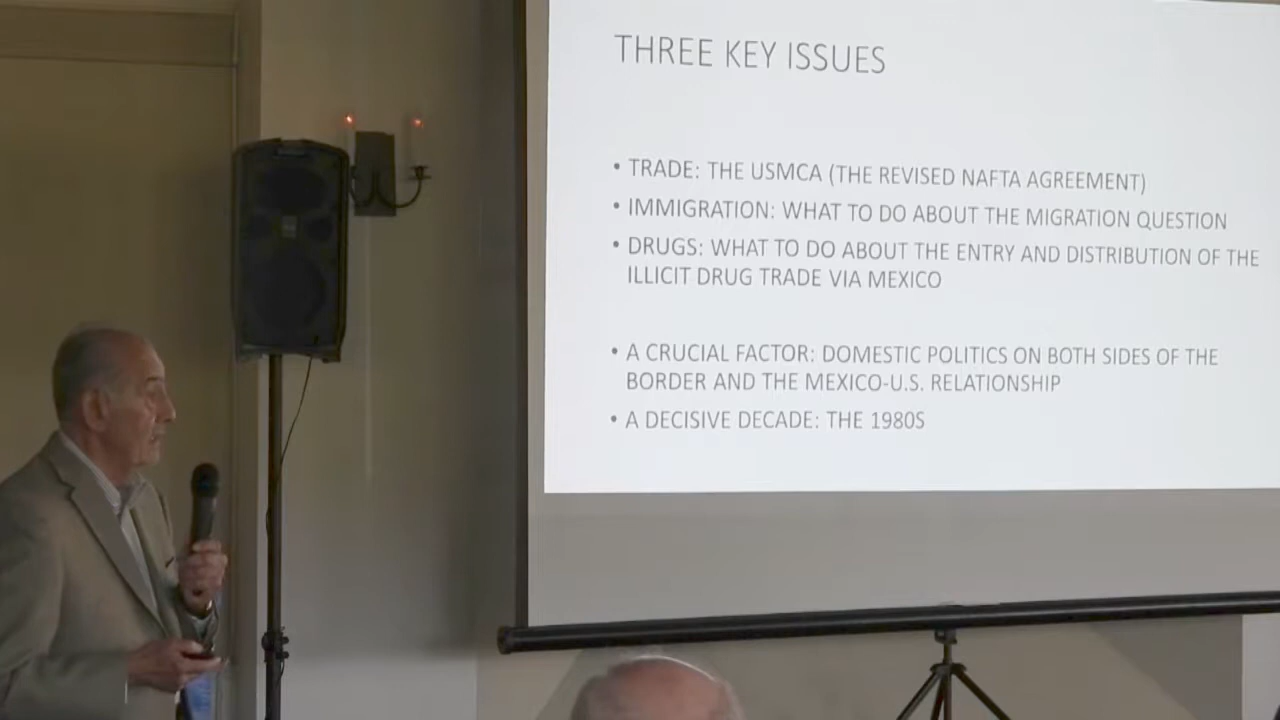 THREE KEY ISSUES
• TRADE: THE USMCA (THE REVISED NAFTA AGREEMENT)
• IMMIGRATION: WHAT TO DO ABOUT THE MIGRATION QUESTION
• DRUGS: WHAT TO DO ABOUT THE ENTRY AND DISTRIBUTION OF THE
ILLICIT DRUG TRADE VIA MEXICO
• A CRUCIAL FACTOR: DOMESTIC POLITICS ON BOTH SIDES OF THE
BORDER AND THE MEXICO-U.S. RELATIONSHIP
• A DECISIVE DECADE: THE 1980S